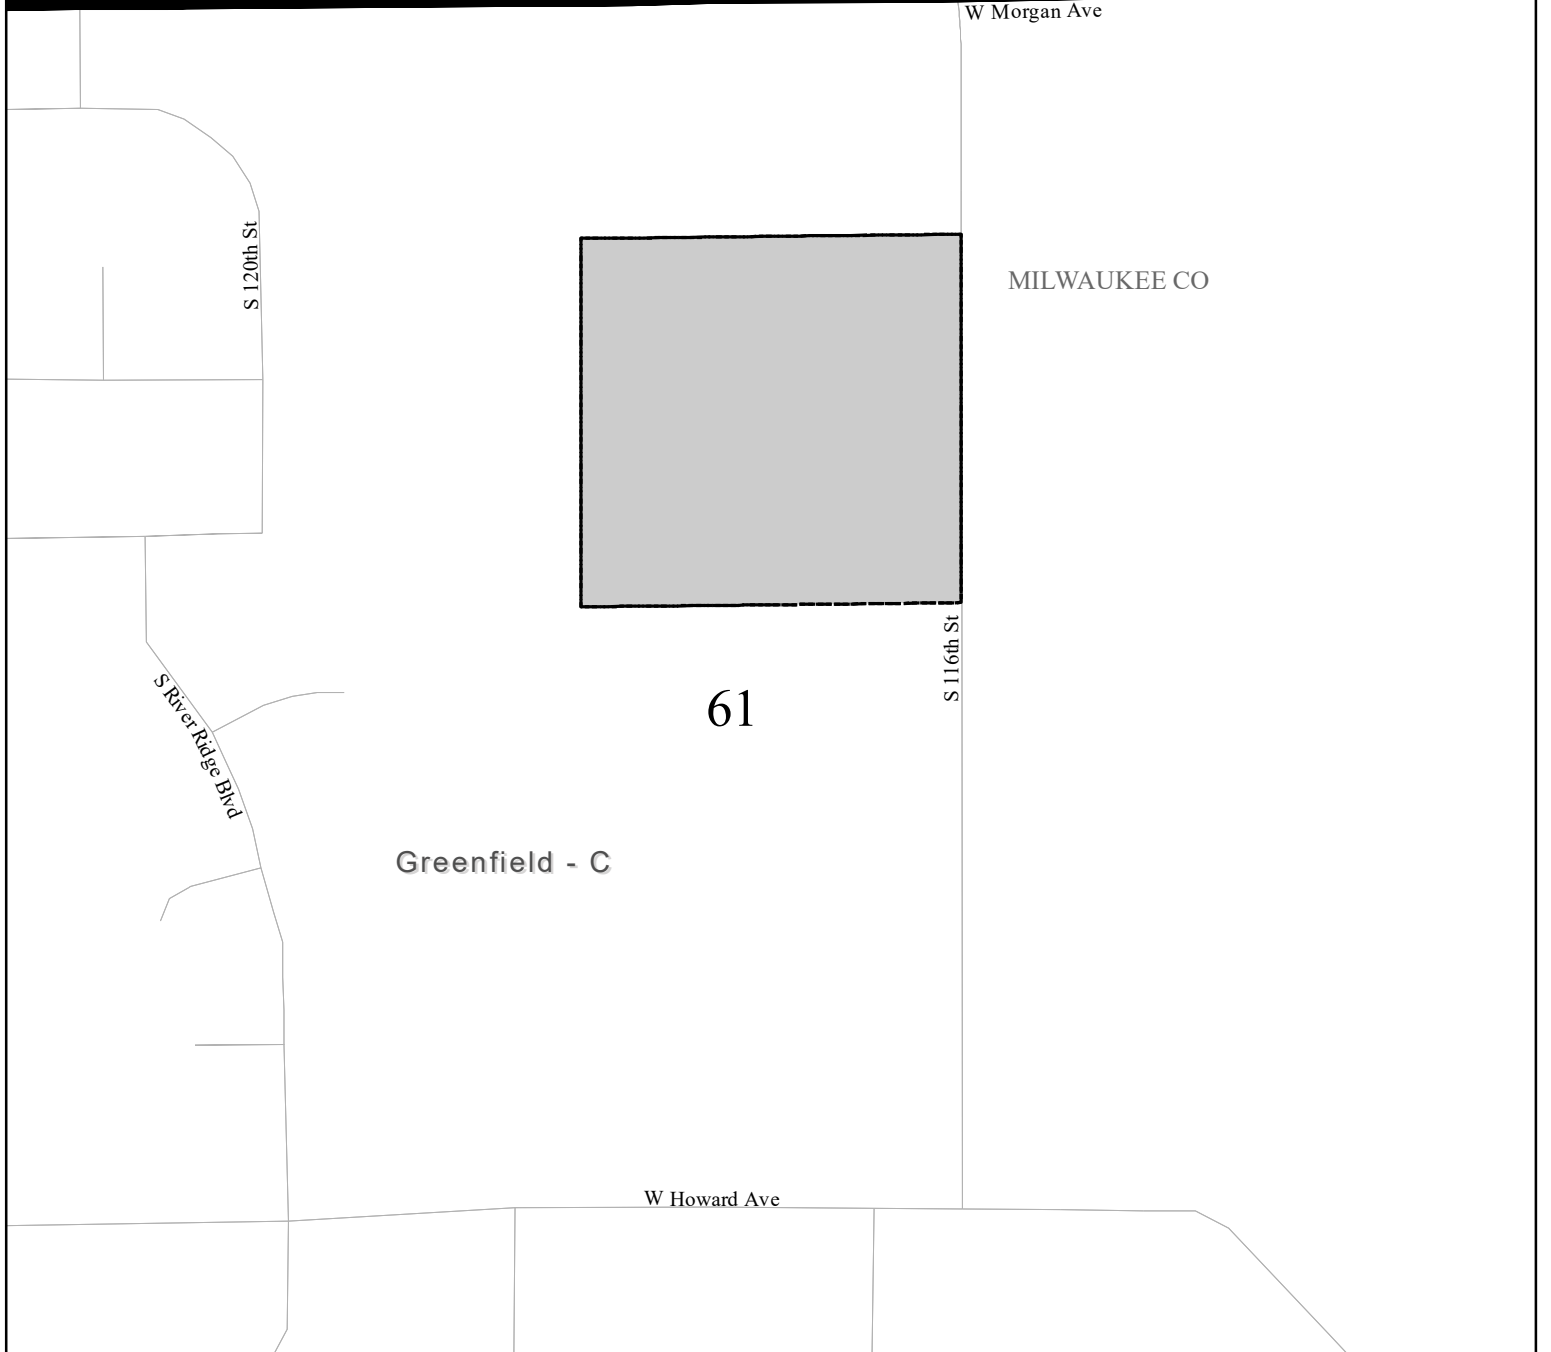 W Morgan Ave
S 120th St
MILWAUKEE CO
S 116th St
S River Ridge Blvd
61
Greenfield - C
W Howard Ave